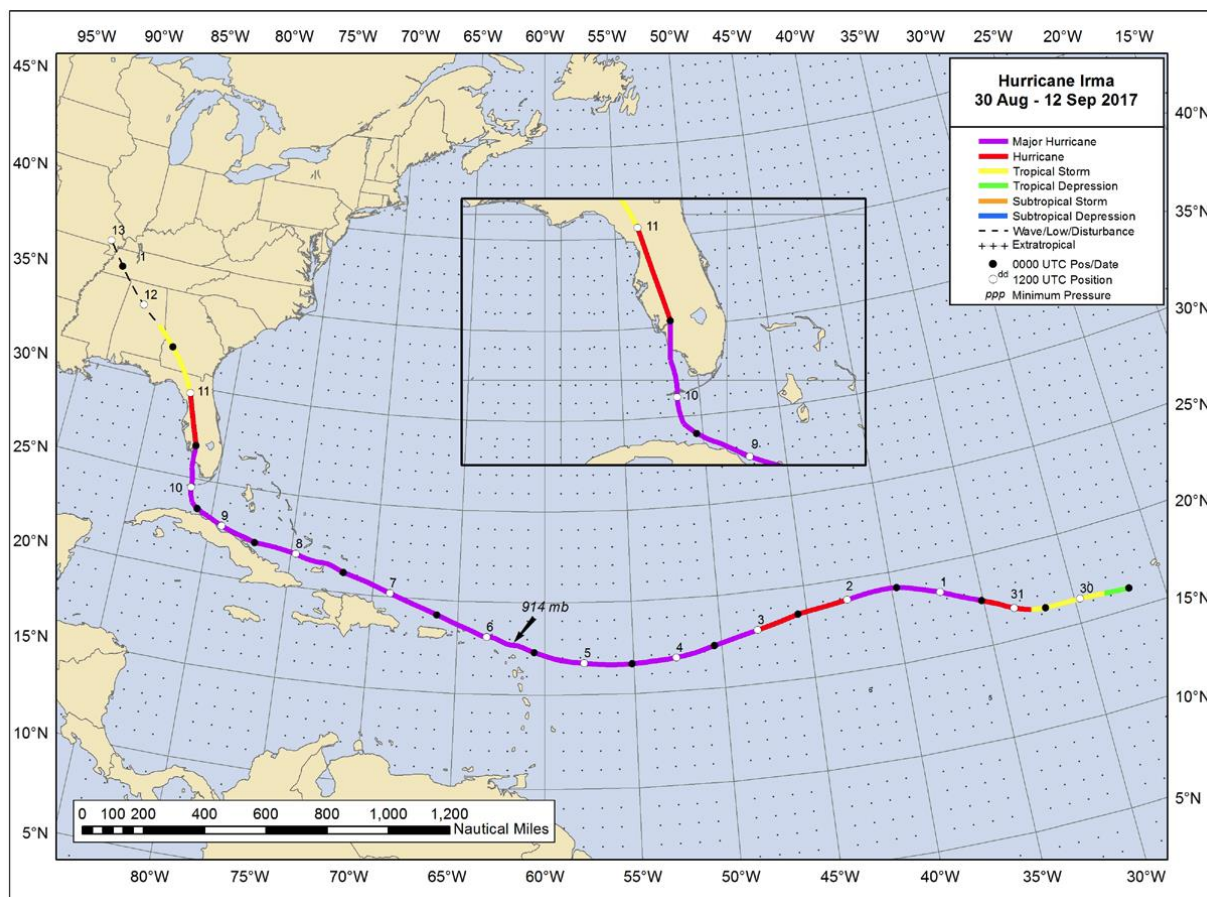 95°W 90°W 85°W 80°W 75°W 70°W 65°W 60°W 55°W 50°W 45°W 40°W 35°W 30°W 25°W 20°W 15°W
45°N
40°N
35°N
30°N
25°N
20°N
15°N
10°N
5°N
Hurricane Irma
30 Aug - 12 Sep 2017
Major Hurricane
Hurricane
Tropical Storm
Tropical Depression
Subtropical Storm
Subtropical Depression
Wave/Low/Disturbance
+++ Extratropical
0000 UTC Pos/Date
dd
1200 UTC Position
ppp Minimum Pressure
40°N
35°N
30°N
25°N
20°N
15°N
10°N
5°N
11
10
9
13
1
12
11
10
9
8
7
6
914 mb
5
4
3
2
1
31
30
0 100 200 400 600 800 1,000 1,200
Nautical Miles
80°W 75°W 70°W 65°W 60°W 55°W 50°W 45°W 40°W 35°W 30°W